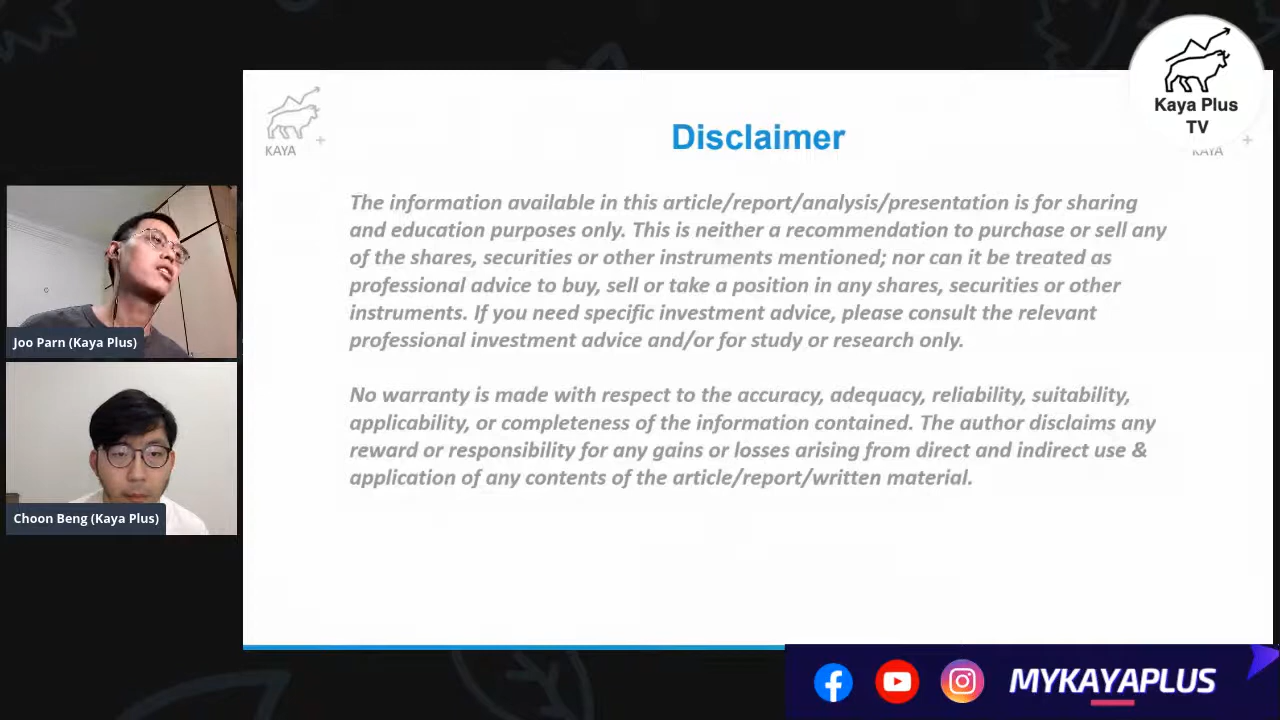 Kaya Plus
TV
KAYA
KAYA
Disclaimer
The information available in this article/report/analysis/presentation is for sharing
and education purposes only. This is neither a recommendation to purchase or sell any
of the shares, securities or other instruments mentioned; nor can it be treated as
professional advice to buy, sell or take a position in any shares, securities or other
instruments. If you need specific investment advice, please consult the relevant
professional investment advice and/or for study or research only.
No warranty is made with respect to the accuracy, adequacy, reliability, suitability,
applicability, or completeness of the information contained. The author disclaims any
reward or responsibility for any gains or losses arising from direct and indirect use &
application of any contents of the article/report/written material.
Joo Parn (Kaya Plus)
Choon Beng (Kaya Plus)
MYKAYAPLUS